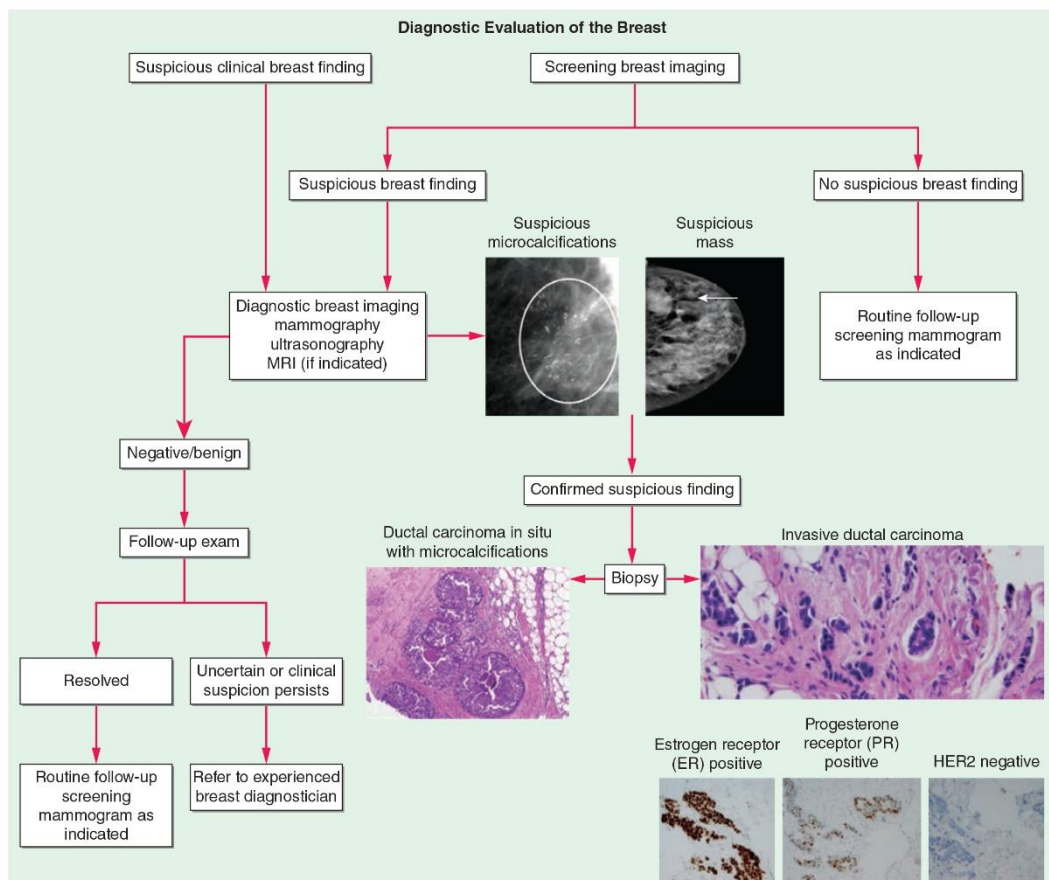 Diagnostic Evaluation of the Breast
Suspicious clinical breast finding
Screening breast imaging
Suspicious breast finding
No suspicious breast finding
Suspicious
microcalcifications
Suspicious
mass
Diagnostic breast imaging
mammography
ultrasonography
MRI (if indicated)
Routine follow-up
screening mammogram
as indicated
Negative/benign
Confirmed suspicious finding
Follow-up exam
Ductal carcinoma in situ
with microcalcifications
Biopsy
Invasive ductal carcinoma
Resolved
Uncertain or clinical
suspicion persists
Routine follow-up
screening
mammogram as
indicated
Refer to experienced
breast diagnostician
Estrogen receptor
(ER) positive
Progesterone
receptor (PR)
positive
HER2 negative